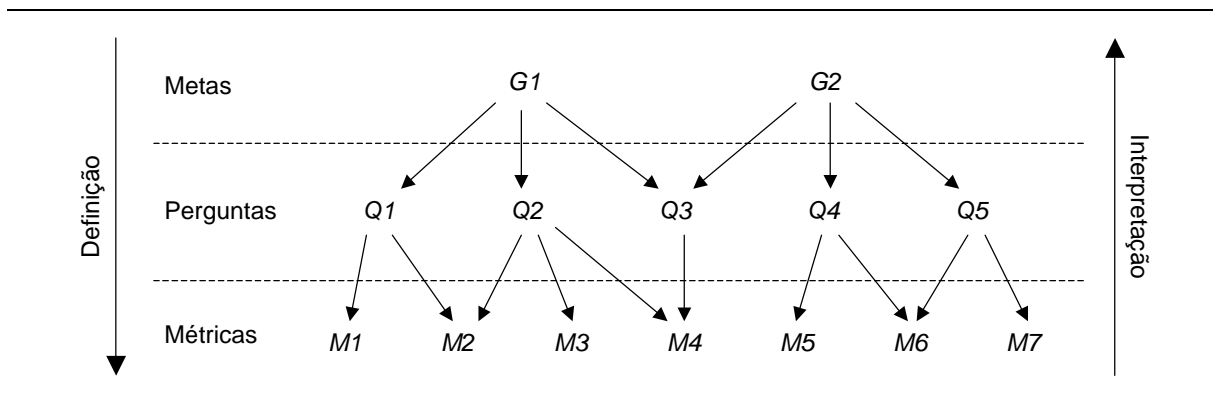 Metas G1 G2
Definição
Interpretação
Perguntas Q1 Q2 Q3 Q4 Q5
Métricas M1 M2 M3 M4 M5 M6 M7